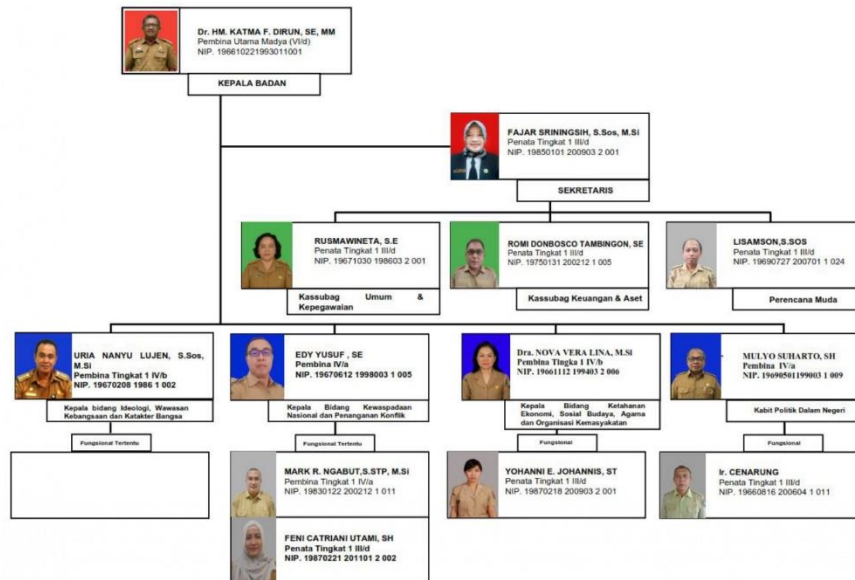 Dr. HM. KATMA F. DIRUN, SE, MM
Pembina Utama Madya (VI/d)
NIP. 196610221993011001
KEPALA BADAN
FAJAR SRININGSIH, S.Sos, M.Si
Penata Tingkat 1 III/d
NIP. 19850101 200903 2 001
SEKRETARIS
RUSMAWINETA, S.E
Penata Tingkat 1 III/d
NIP. 19671030 198603 2 001
Kassubag Umum &
Kepegawaian
ROMI DONBOSCO TAMBINGON, SE
Penata Tingkat 1 III/d
NIP. 19750131 200212 1 005
Kassubag Keuangan & Aset
LISAMSON,S.SOS
Penata Tingkat 1 III/d
NIP. 19690727 200701 1 024
Perencana Muda
URIA NANYU LUJEN, S.Sos,
M.Si
Pembina Tingkat 1 IV/b
NIP. 19670208 1986 1 002
Kepala bidang Ideologi, Wawasan
Kebangsaan dan Katakter Bangsa
Fungsional Tertentu
EDY YUSUF , SE
Pembina IV/a
NIP. 19670612 1998003 1 005
Kepala Bidang Kewaspadaan
Nasional dan Penanganan Konflik
Fungsional Tertentu
MARK R. NGABUT,S.STP, M.Si
Pembina Tingkat 1 IV/a
NIP. 19830122 200212 1 011
FENI CATRIANI UTAMI, SH
Penata Tingkat 1 III/d
NIP. 19870221 201101 2 002
Dra. NOVA VERA LINA, M.Si
Pembina Tingka 1 IV/b
NIP. 19661112 199403 2 006
Kepala Bidang Ketahanan
Ekonomi, Sosial Budaya, Agama
dan Organisasi Kemasyakatan
Fungsional
YOHANNI E. JOHANNIS, ST
Penata Tingkat 1 III/d
NIP. 19870218 200903 2 001
MULYO SUHARTO, SH
Pembina IV/a
NIP. 19690501199003 1 009
Kabit Politik Dalam Negeri
Fungsional
Ir. CENARUNG
Penata Tingkat 1 III/d
NIP. 19660816 200604 1 011